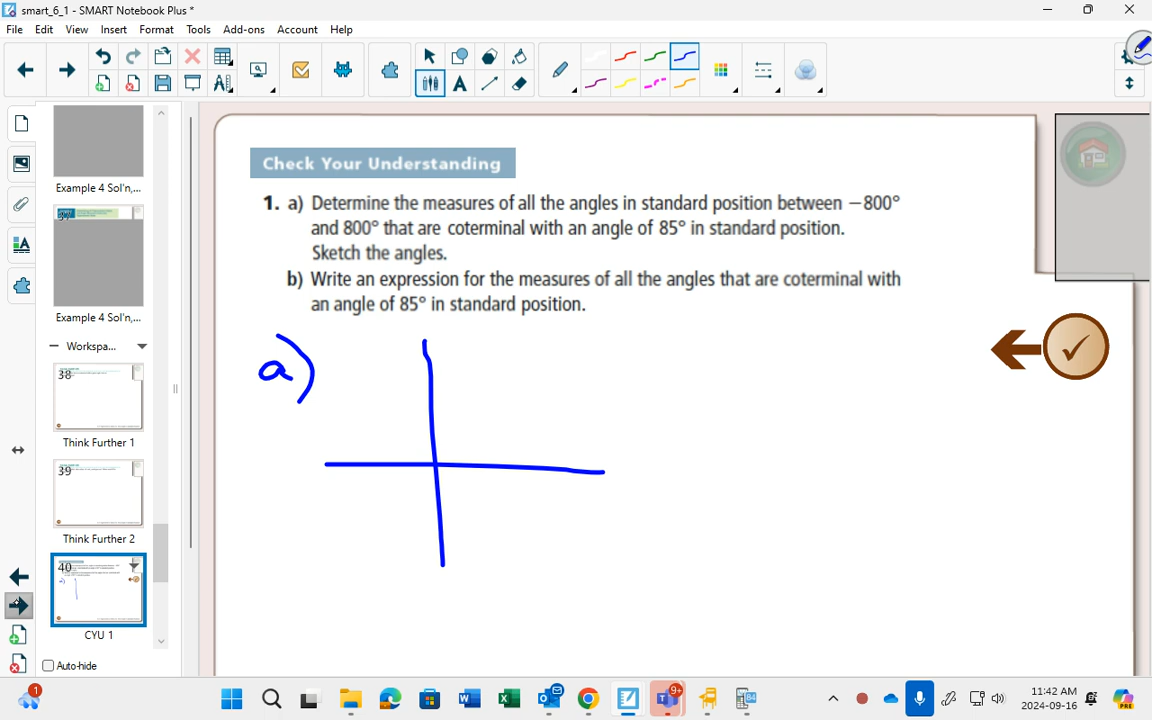 smart_6_1 - SMART Notebook Plus *
File Edit View Insert Format Tools Add-ons Account Help
Check Your Understanding
1. a) Determine the measures of all the angles in standard position between −800°
and 800° that are coterminal with an angle of 85° in standard position.
Sketch the angles.
b) Write an expression for the measures of all the angles that are coterminal with
an angle of 85° in standard position.
a)
Example 4 Sol'n,...
Example 4 Sol'n,...
Workspa...
38
Think Further 1
39
Think Further 2
40
CYU 1
Auto-hide
1
9+
64
11:42 AM
2024-09-16
PRE